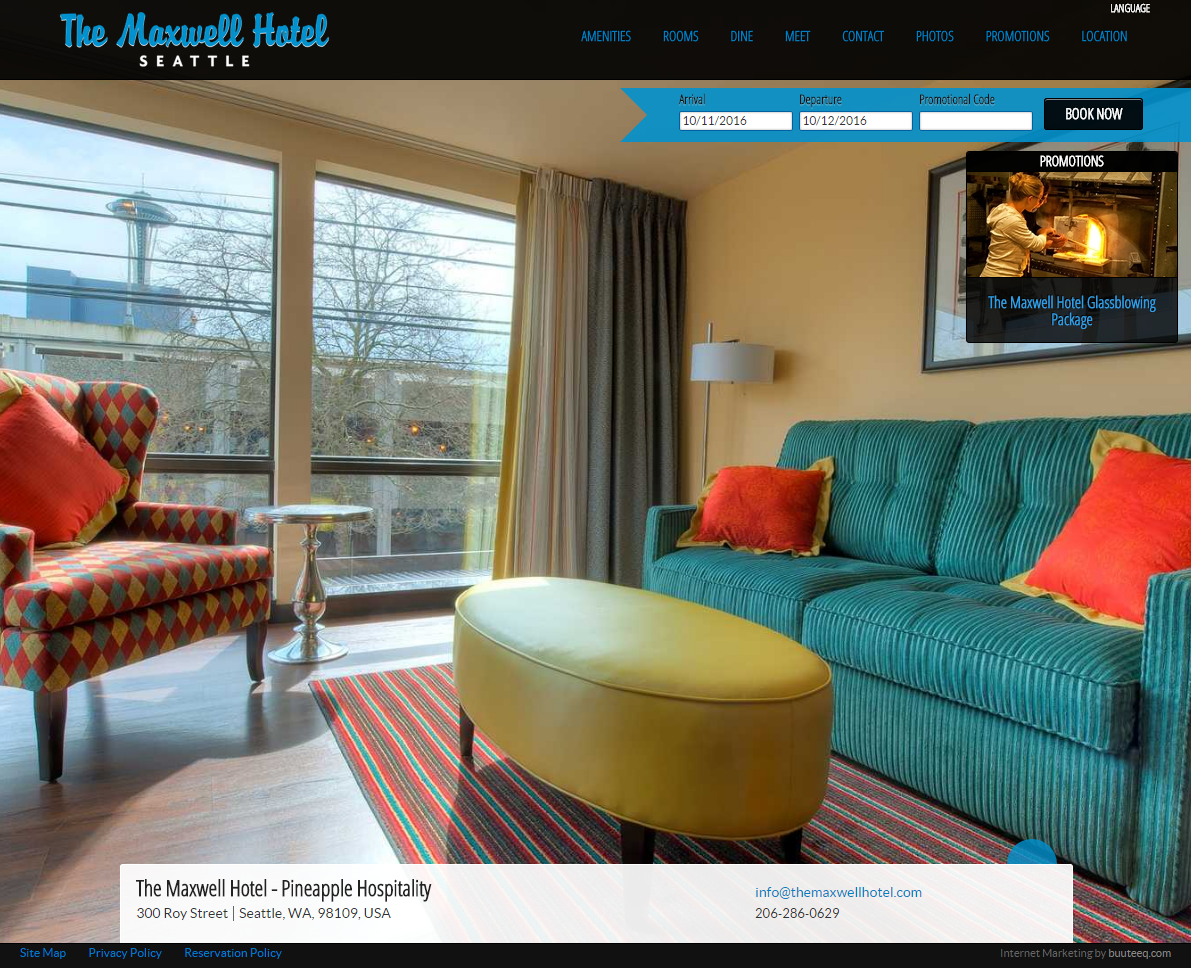 LANGUAGE
The Maxwell Hotel
SEATTLE
AMENITIES ROOMS DINE MEET CONTACT PHOTOS PROMOTIONS LOCATION
Arrival Departure Promotional Code
10/11/2016 10/12/2016 BOOK NOW
PROMOTIONS
The Maxwell Hotel Glassblowing
Package
The Maxwell Hotel - Pineapple Hospitality
info@themaxwellhotel.com
300 Roy Street | Seattle, WA, 98109, USA
206-286-0629
Site Map Privacy Policy Reservation Policy Internet Marketing by buuteeq.com